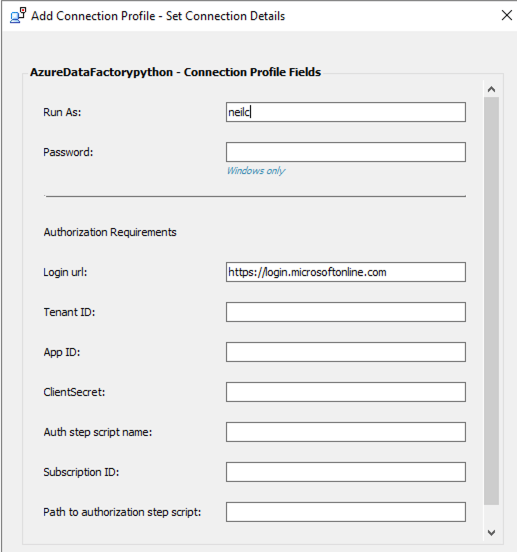 Add Connection Profile - Set Connection Details
AzureDataFactorypython - Connection Profile Fields
Run As: neilc
Password:
Windows only
Authorization Requirements
Login url: https://login.microsoftonline.com
Tenant ID:
App ID:
ClientSecret:
Auth step script name:
Subscription ID:
Path to authorization step script: